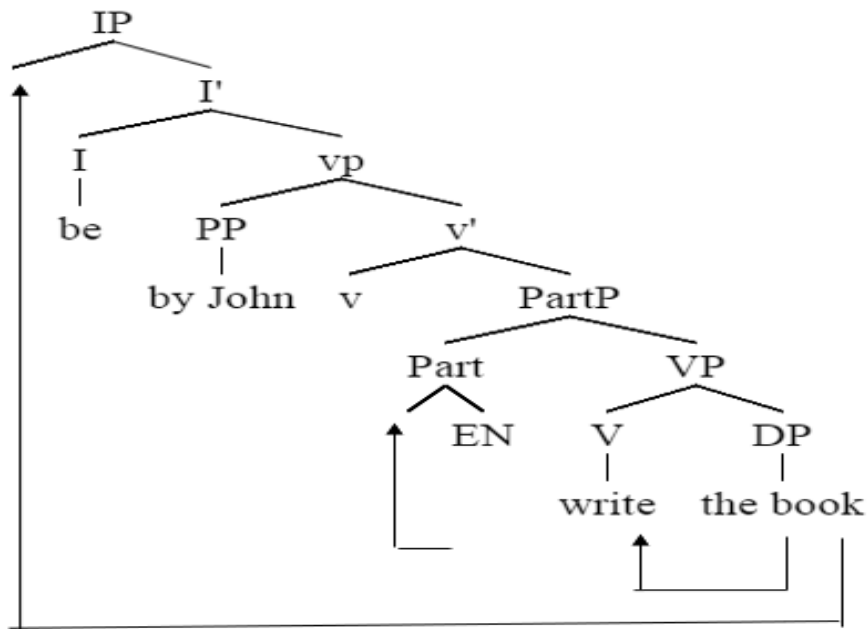 IP
I'
I vp
be PP v'
by John v PartP
Part VP
EN V DP
write the book